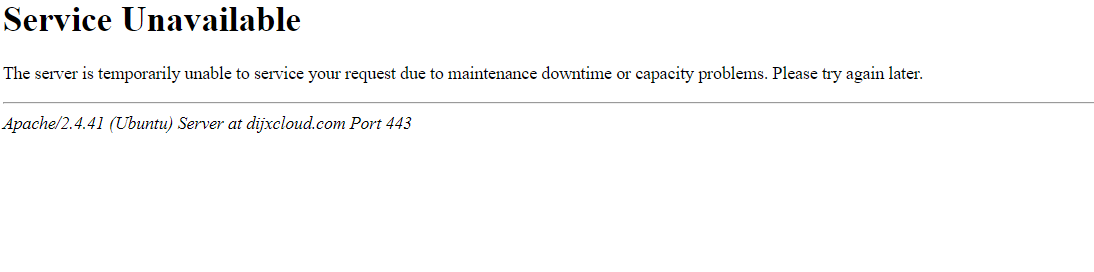 Service Unavailable
The server is temporarily unable to service your request due to maintenance downtime or capacity problems. Please try again later.
Apache/2.4.41 (Ubuntu) Server at dijxcloud.com Port 443